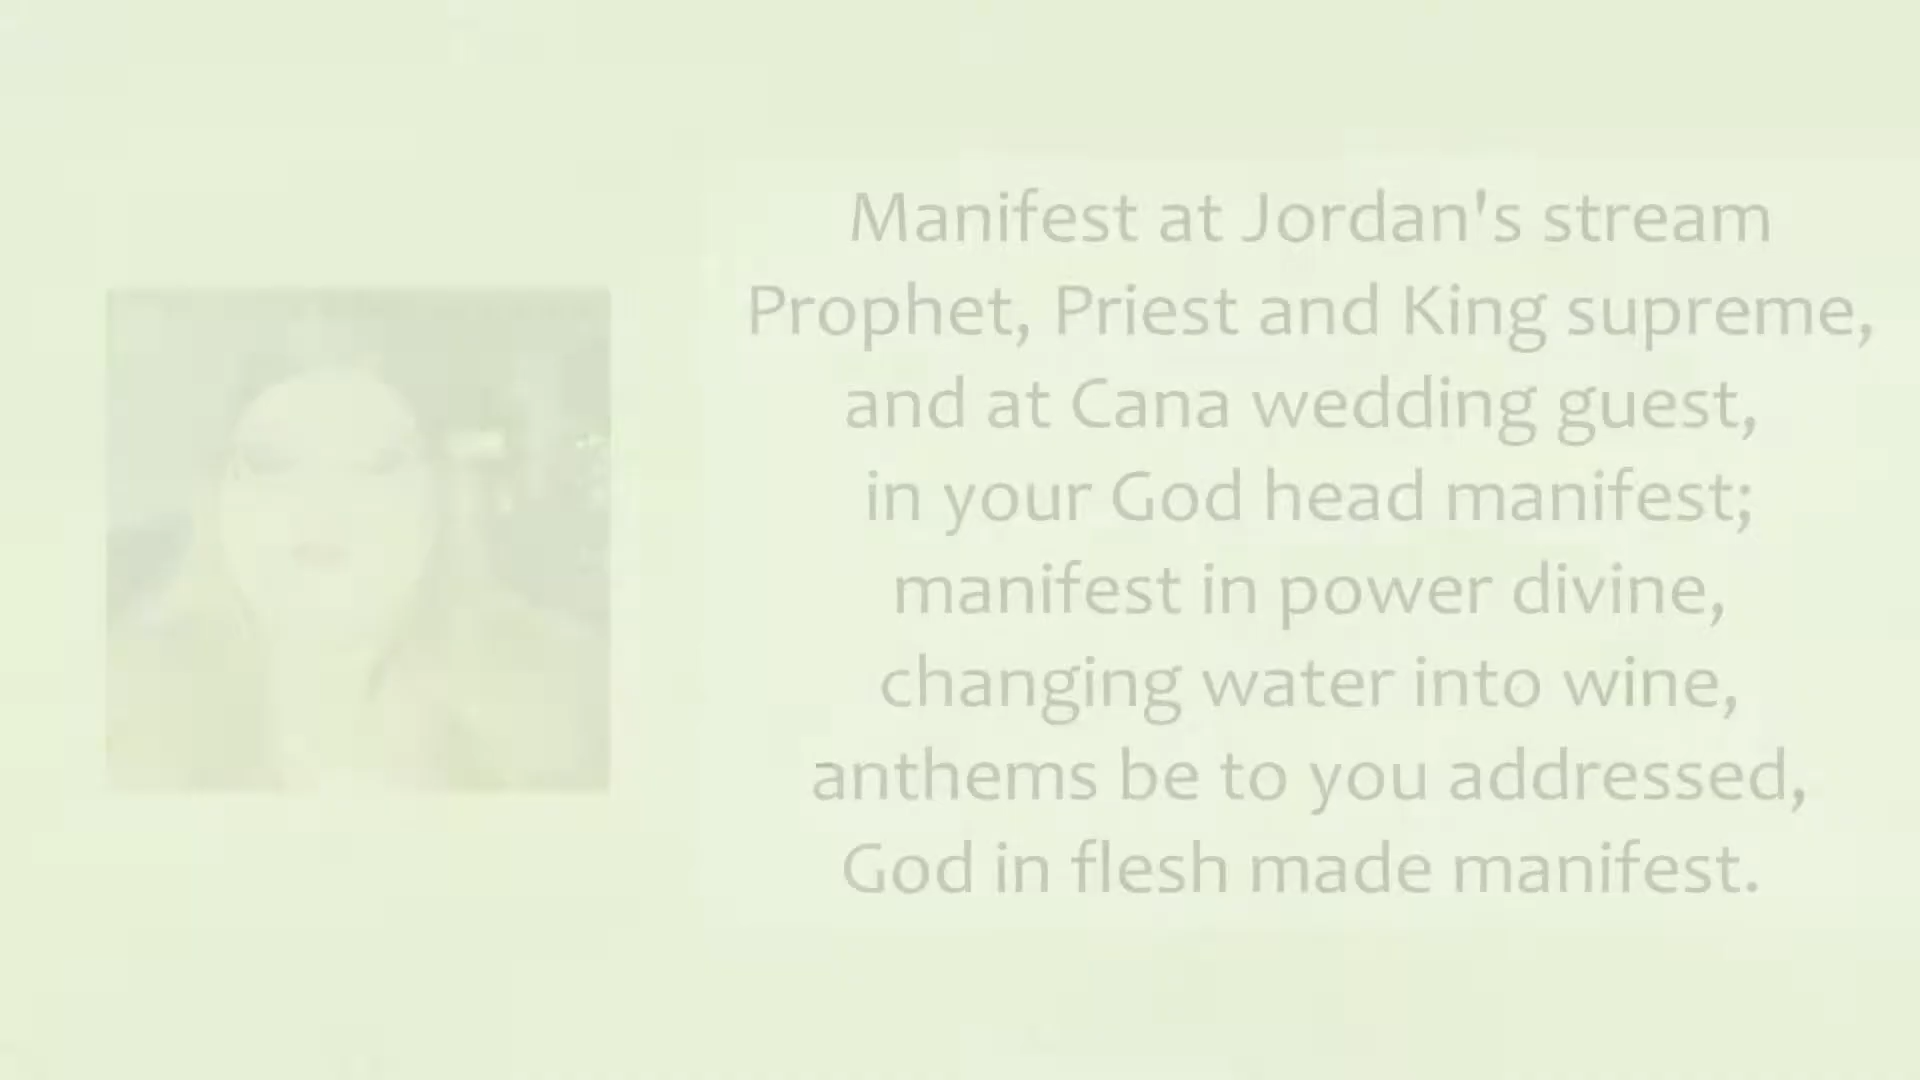 Manifest at Jordan's stream
Prophet, Priest and King supreme,
and at Cana wedding guest,
in your God head manifest;
manifest in power divine,
changing water into wine,
anthems be to you addressed,
God in flesh made manifest.